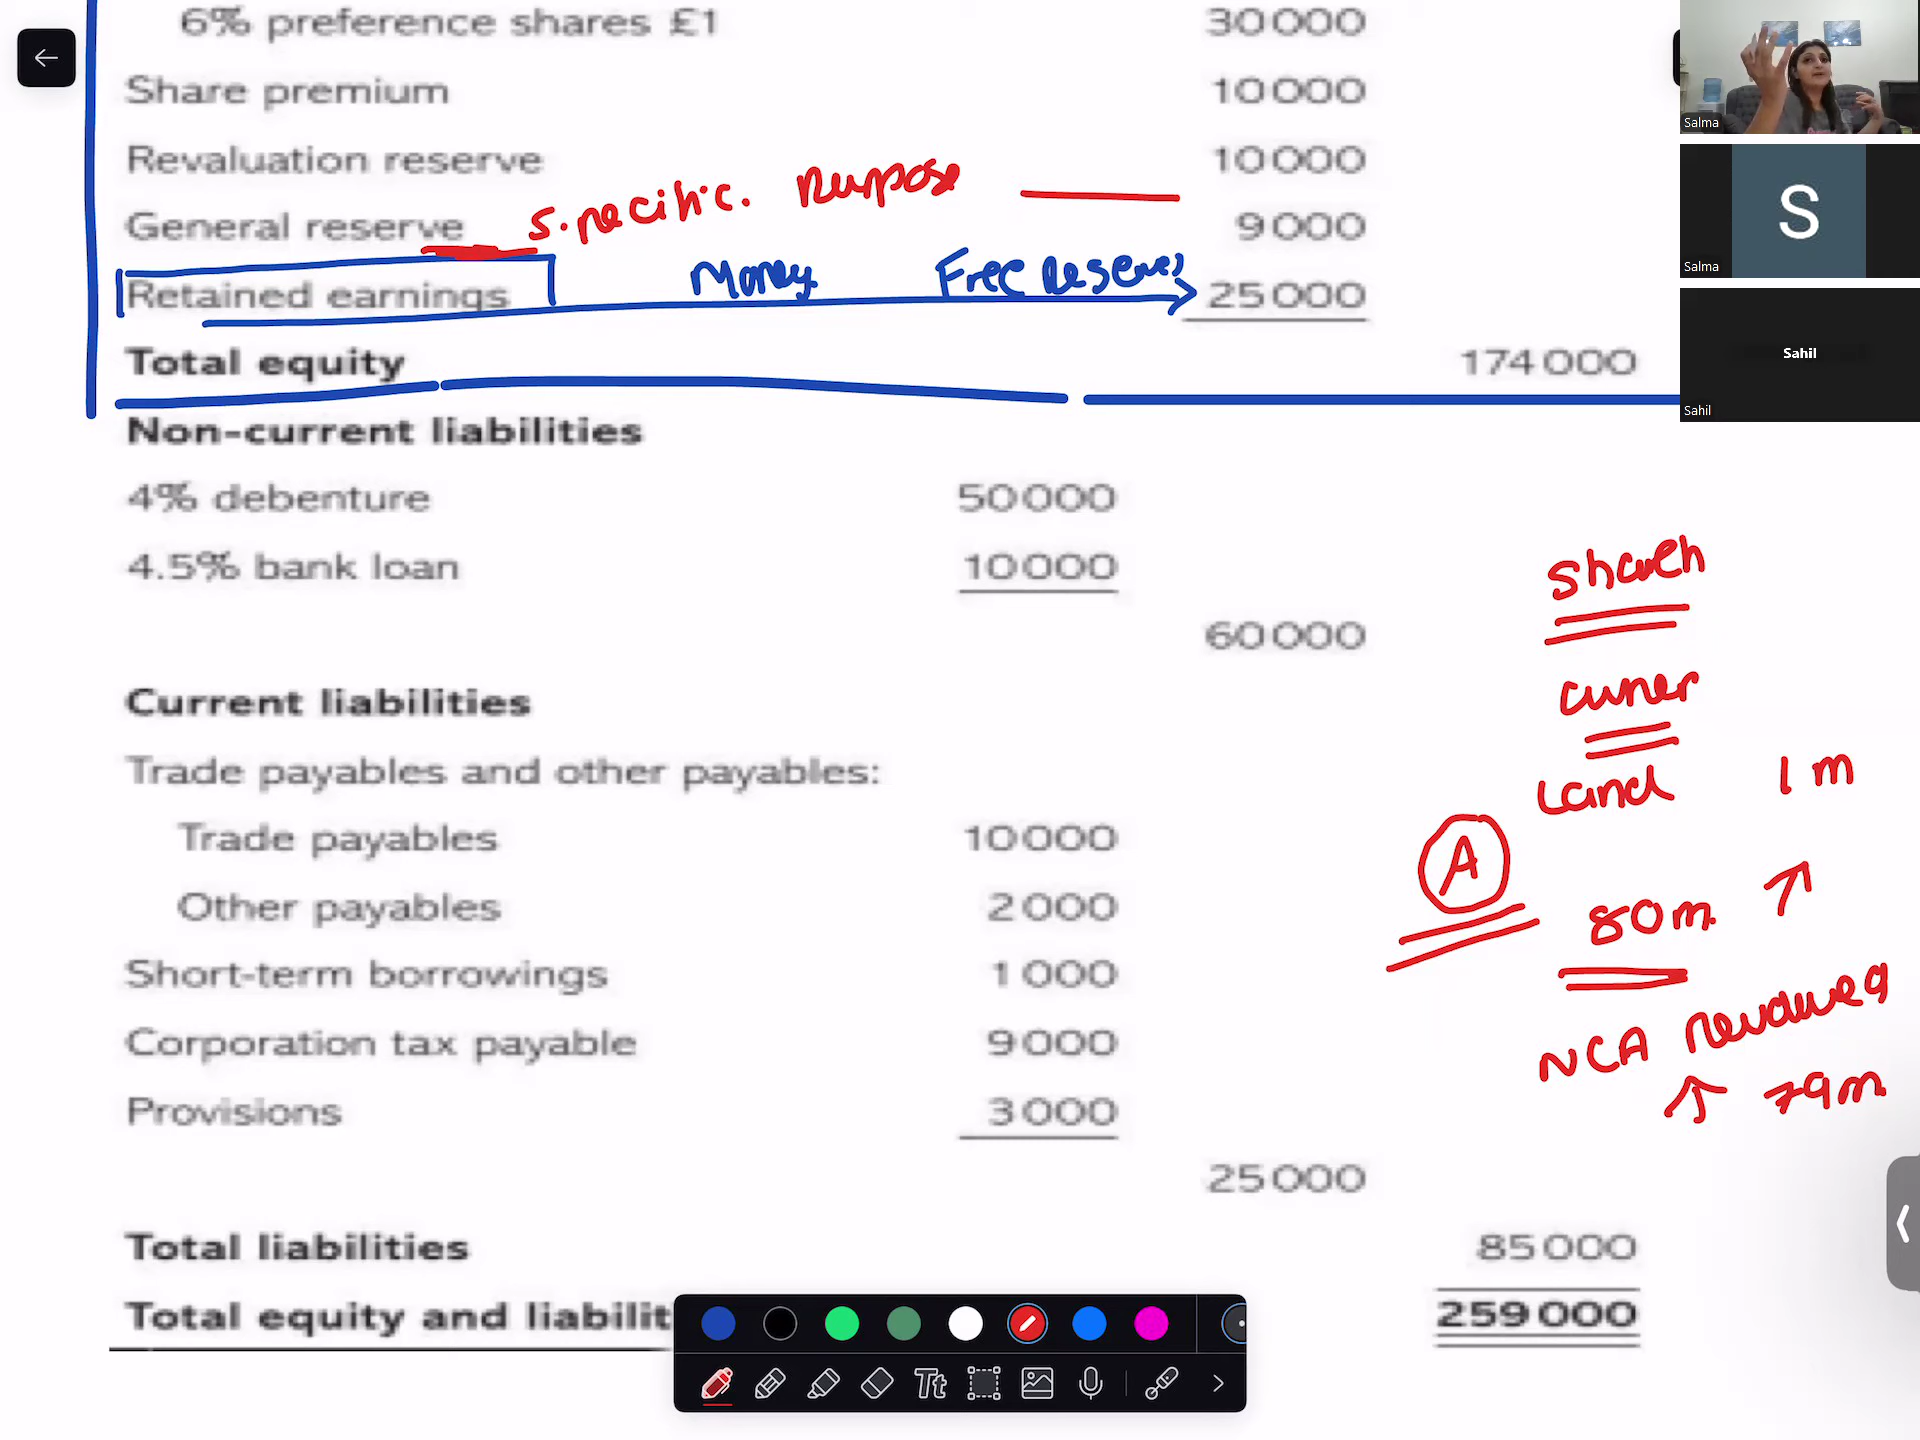 6% preference shares £1 30000
Salma
Share premium 10000
Revaluation reserve 10000
S
Specific. Purpose
General reserve 9000
Salma
Money Free Reserves
Retained earnings 25000
Sahil
Total equity 174000
Sahil
Non-current liabilities
4% debenture 50000
4.5% bank loan 10000
60000
owner
Current liabilities
Trade payables and other payables:
Land 1 m
Trade payables 10000
A
Other payables 2000
80m.
Short-term borrowings 1000
NCA Revalued
Corporation tax payable 9000
79m.
Provisions 3000
25000
Total liabilities 85000
Total equity and liabilit 259000
Tt